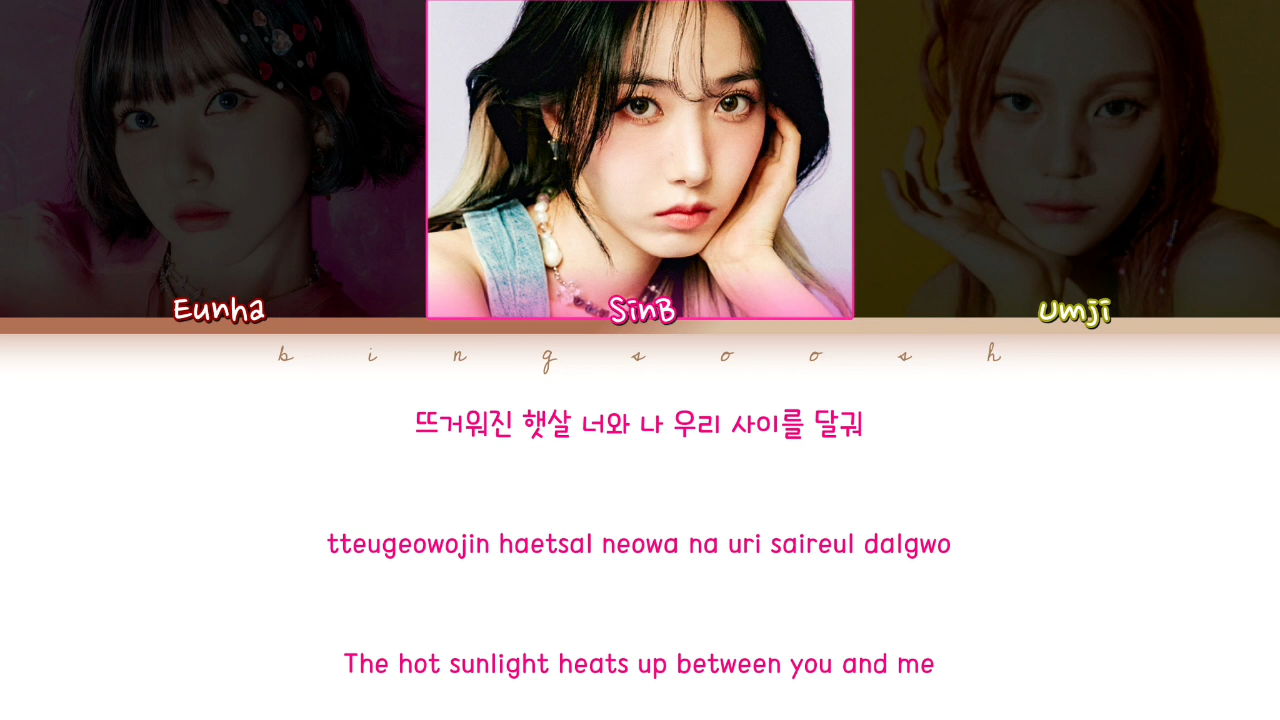 Eunha SinB Umji
bingsoosh
뜨거워진 햇살 너와 나 우리 사이를 달궈
tteugeowojin haetsal neowa na uri saireul dalgwo
The hot sunlight heats up between you and me